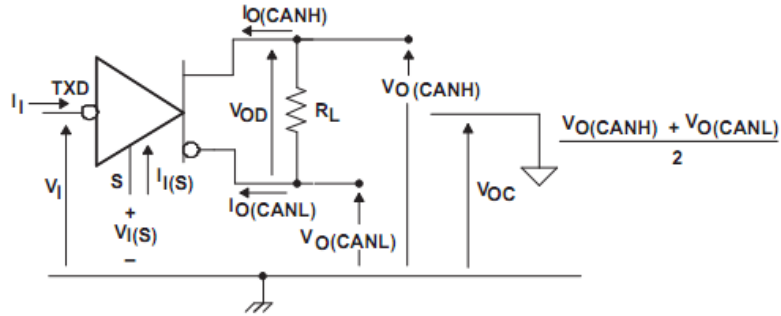 IO(CANH)
TXD
II
VOD
RL
VO(CANH)
VO(CANH) + VO(CANL)
2
VI
S
II(S)
IO(CANL)
VOC
+
VI(S)
–
VO(CANL)